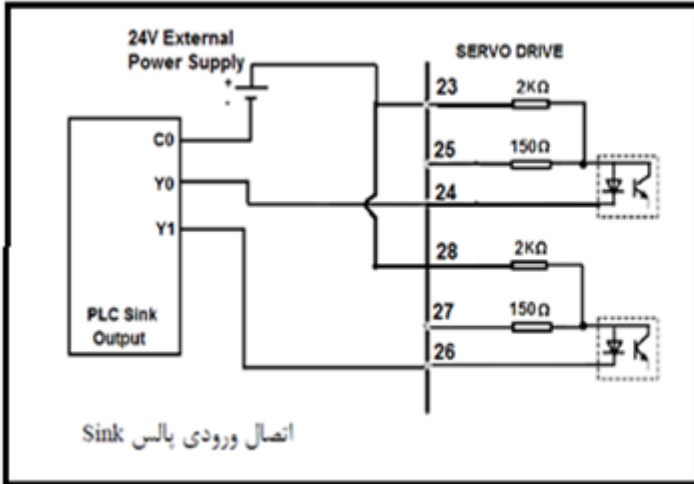 24V External
Power Supply
+
-
SERVO DRIVE
23
2KΩ
C0
25
150Ω
Y0
24
Y1
28
2KΩ
27
150Ω
PLC Sink
Output
26
اتصال ورودی پالس Sink